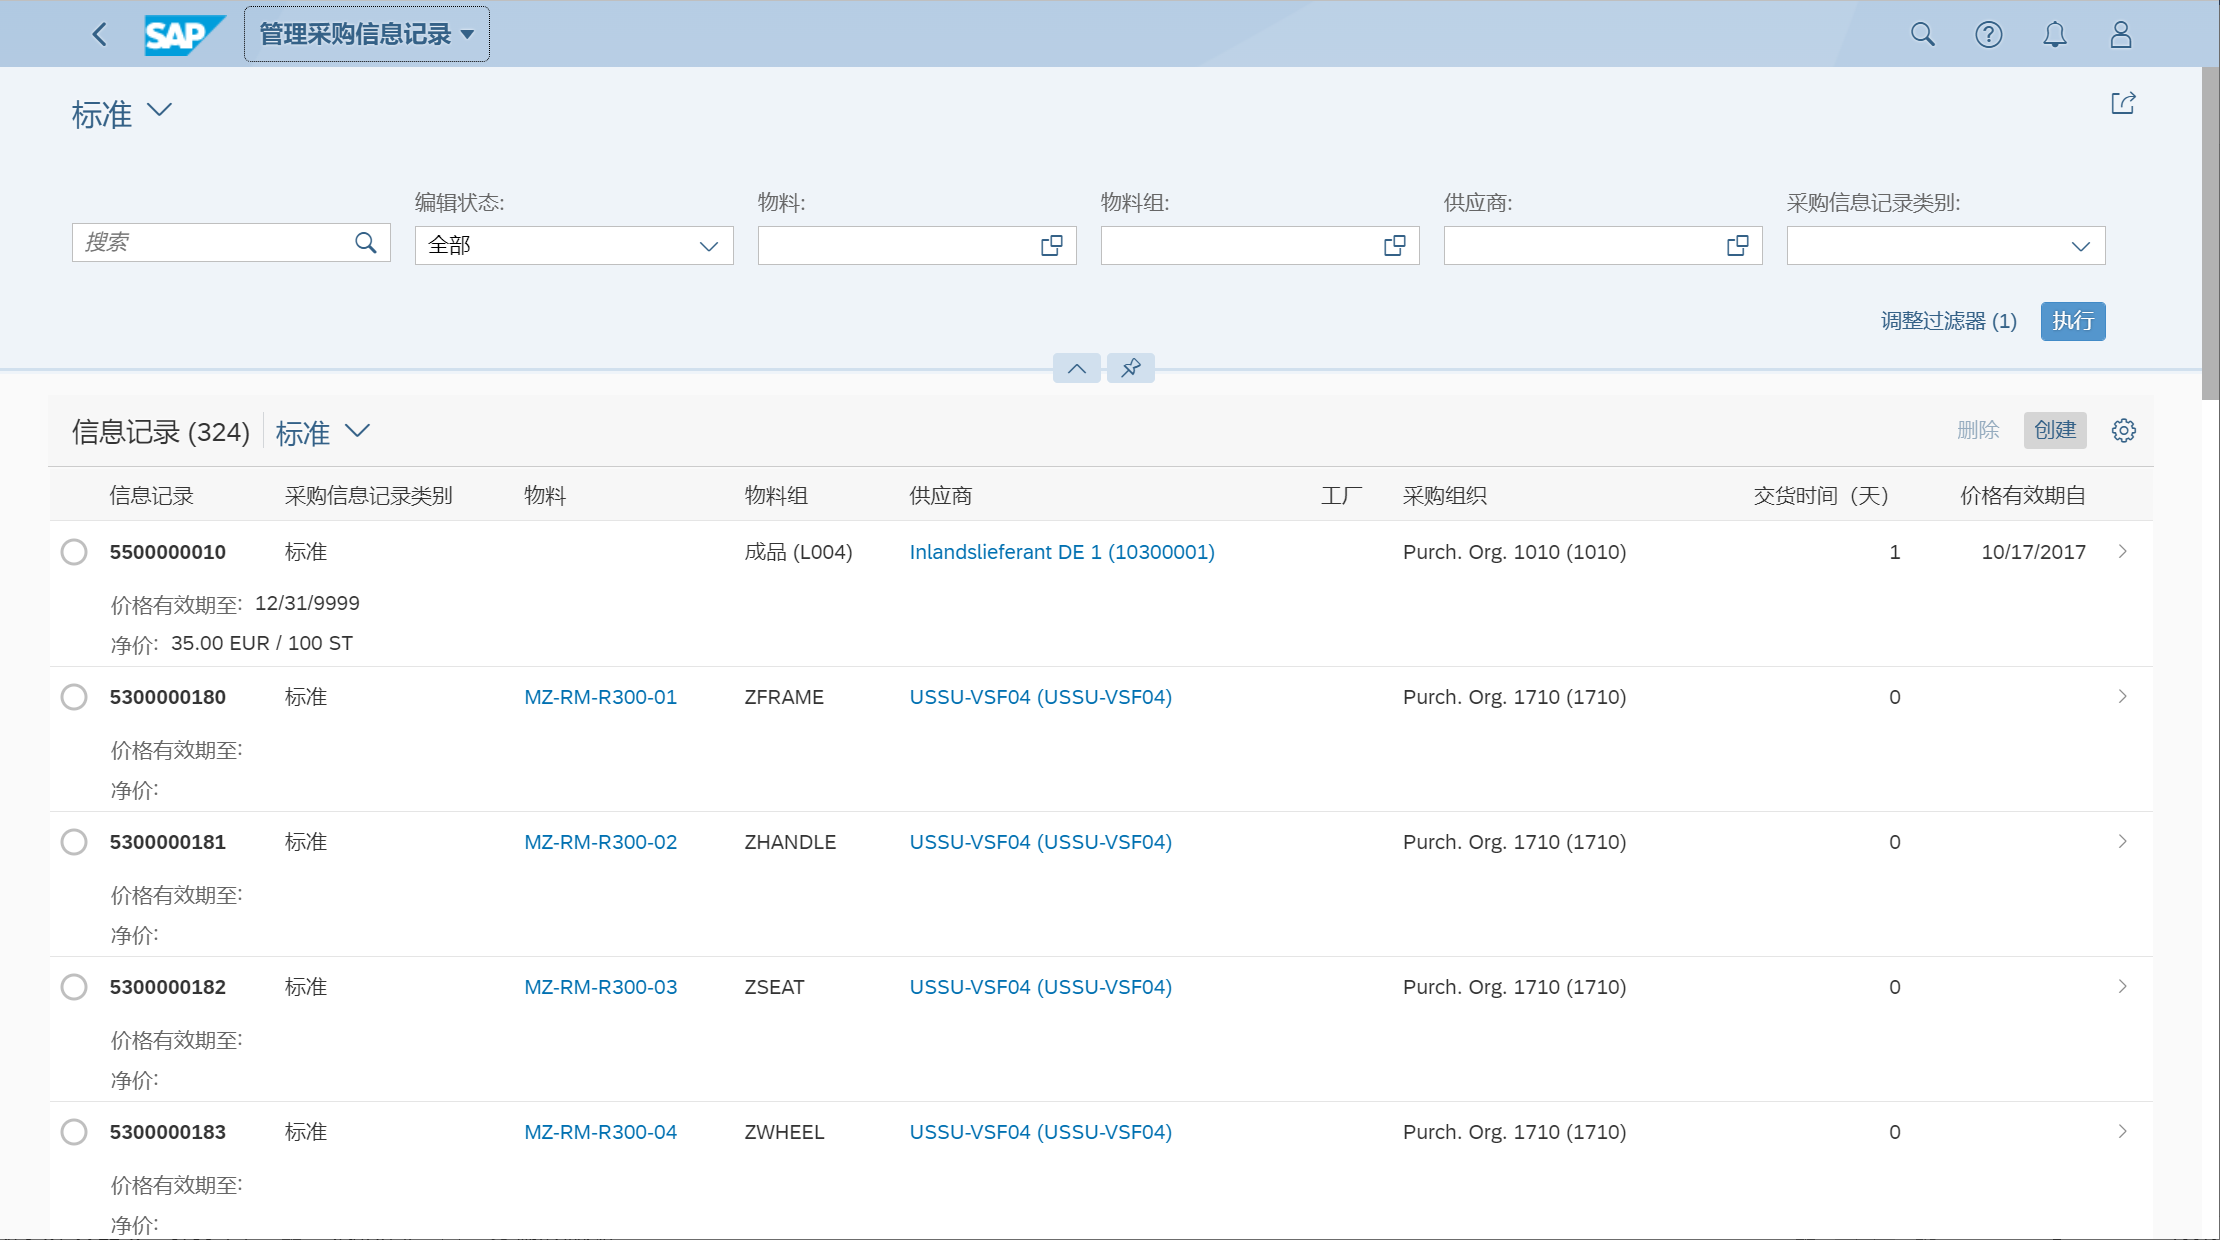 SAP 管理采购信息记录
标准
编辑状态: 物料: 物料组: 供应商: 采购信息记录类别:
搜索 全部
调整过滤器 (1) 执行
信息记录 (324) 标准 删除 创建
信息记录 采购信息记录类别 物料 物料组 供应商 工厂 采购组织 交货时间（天） 价格有效期自
5500000010 标准 成品 (L004) Inlandslieferant DE 1 (10300001) Purch. Org. 1010 (1010) 1 10/17/2017
价格有效期至: 12/31/9999
净价: 35.00 EUR / 100 ST
5300000180 标准 MZ-RM-R300-01 ZFRAME USSU-VSF04 (USSU-VSF04) Purch. Org. 1710 (1710) 0
价格有效期至:
净价:
5300000181 标准 MZ-RM-R300-02 ZHANDLE USSU-VSF04 (USSU-VSF04) Purch. Org. 1710 (1710) 0
价格有效期至:
净价:
5300000182 标准 MZ-RM-R300-03 ZSEAT USSU-VSF04 (USSU-VSF04) Purch. Org. 1710 (1710) 0
价格有效期至:
净价:
5300000183 标准 MZ-RM-R300-04 ZWHEEL USSU-VSF04 (USSU-VSF04) Purch. Org. 1710 (1710) 0
价格有效期至:
净价: